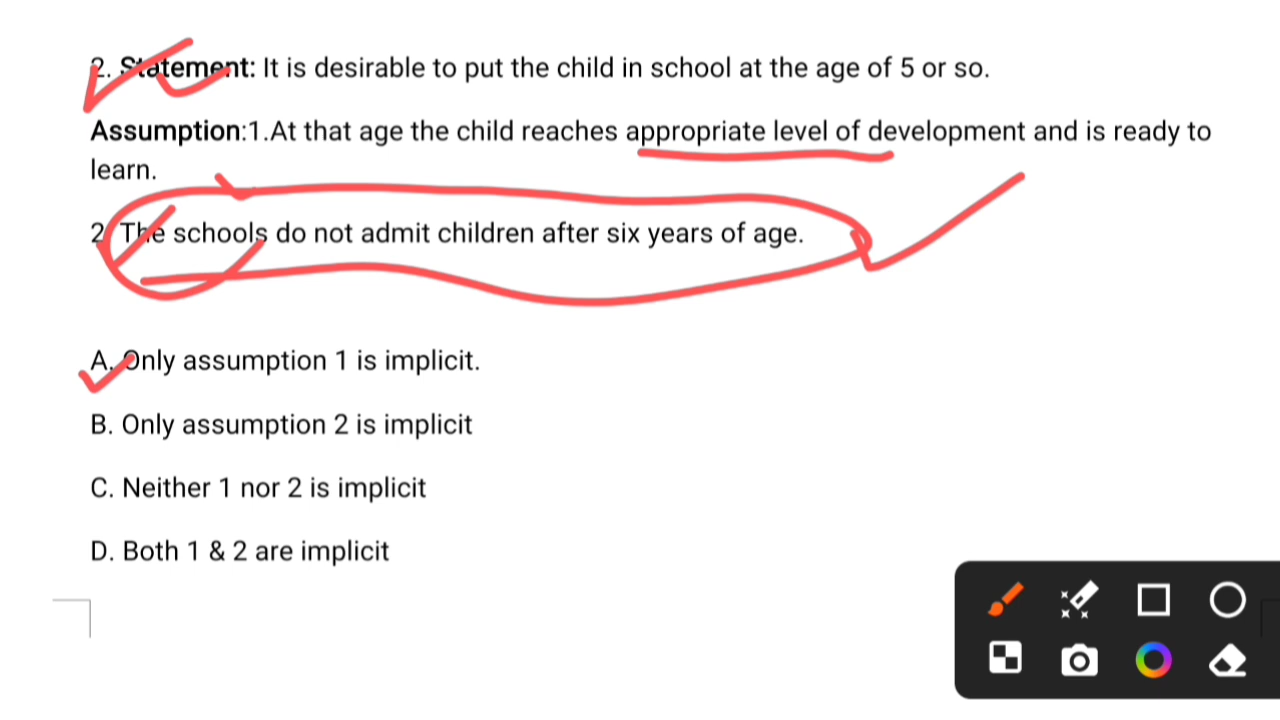 2. Statement: It is desirable to put the child in school at the age of 5 or so.
Assumption:1.At that age the child reaches appropriate level of development and is ready to
learn.
2. The schools do not admit children after six years of age.
A. Only assumption 1 is implicit.
B. Only assumption 2 is implicit
C. Neither 1 nor 2 is implicit
D. Both 1 & 2 are implicit